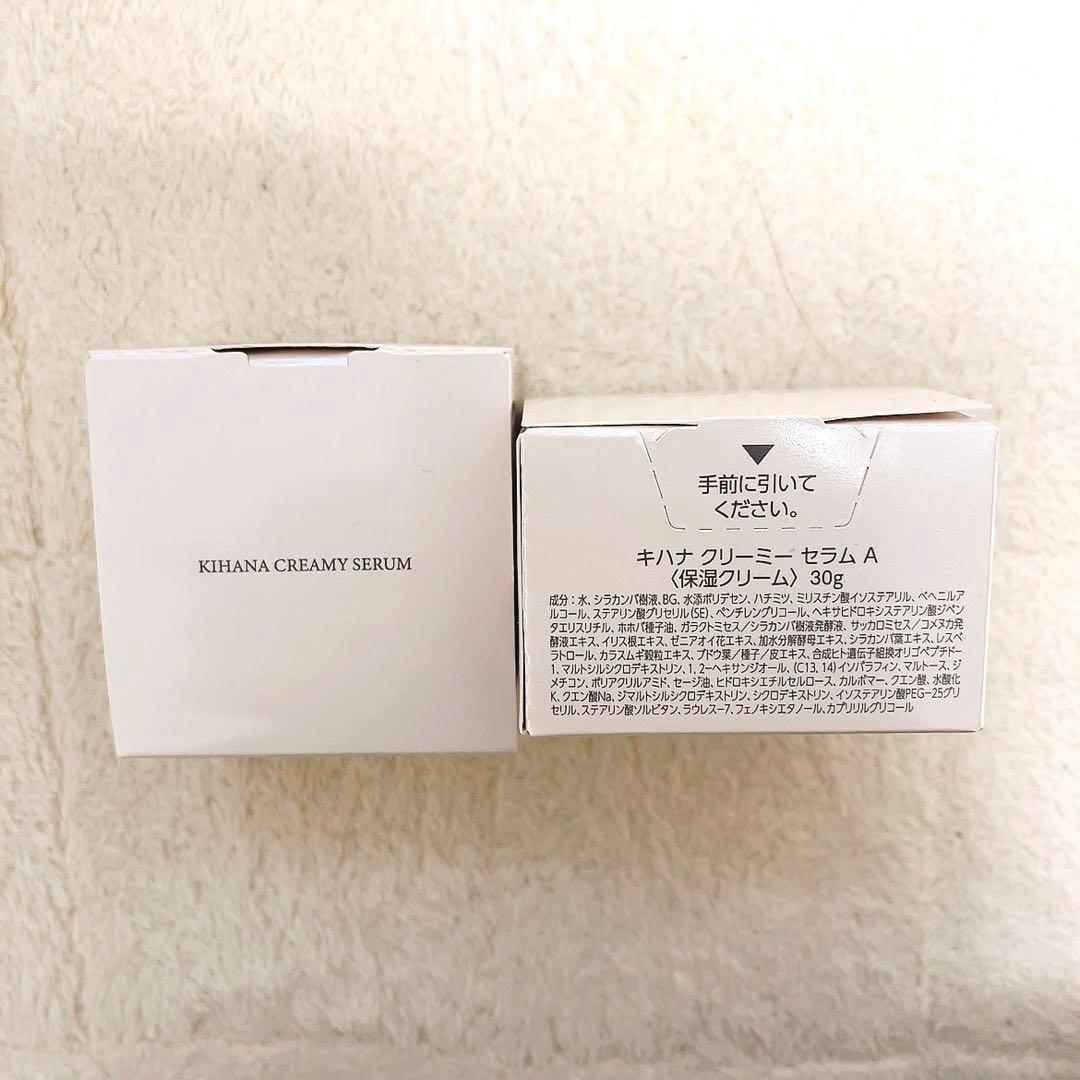 KIHANA CREAMY SERUM
手前に引いて
ください。
キハナ クリーミー セラム A
〈保湿クリーム〉 30g
成分：水、シラカンバ樹液、BG、水添ポリデセン、ハチミツ、ミリスチン酸イソステアリル、ベヘニルア
ルコール、ステアリン酸グリセリル(SE)、ペンチレングリコール、ヘキサヒドロキシステアリン酸ジペン
タエリスリチル、ホホバ種子油、ガラクトミセス/シラカンバ樹液発酵液、サッカロミセス/コメヌカ発
酵液エキス、イリス根エキス、ゼニアオイ花エキス、加水分解酵母エキス、シラカンバ葉エキス、レスベ
ラトロール、カラスムギ穀粒エキス、ブドウ葉/種子/皮エキス、合成ヒト遺伝子組換オリゴペプチド-
1、マルトシルシクロデキストリン、1,2-ヘキサンジオール、(C13,14)イソパラフィン、マルトース、ジ
メチコン、ポリアクリルアミド、セージ油、ヒドロキシエチルセルロース、カルボマー、クエン酸、水酸化
K、クエン酸Na、ジマルトシルシクロデキストリン、シクロデキストリン、イソステアリン酸PEG-25グリ
セリル、ステアリン酸ソルビタン、ラウレス-7、フェノキシエタノール、カプリリルグリコール